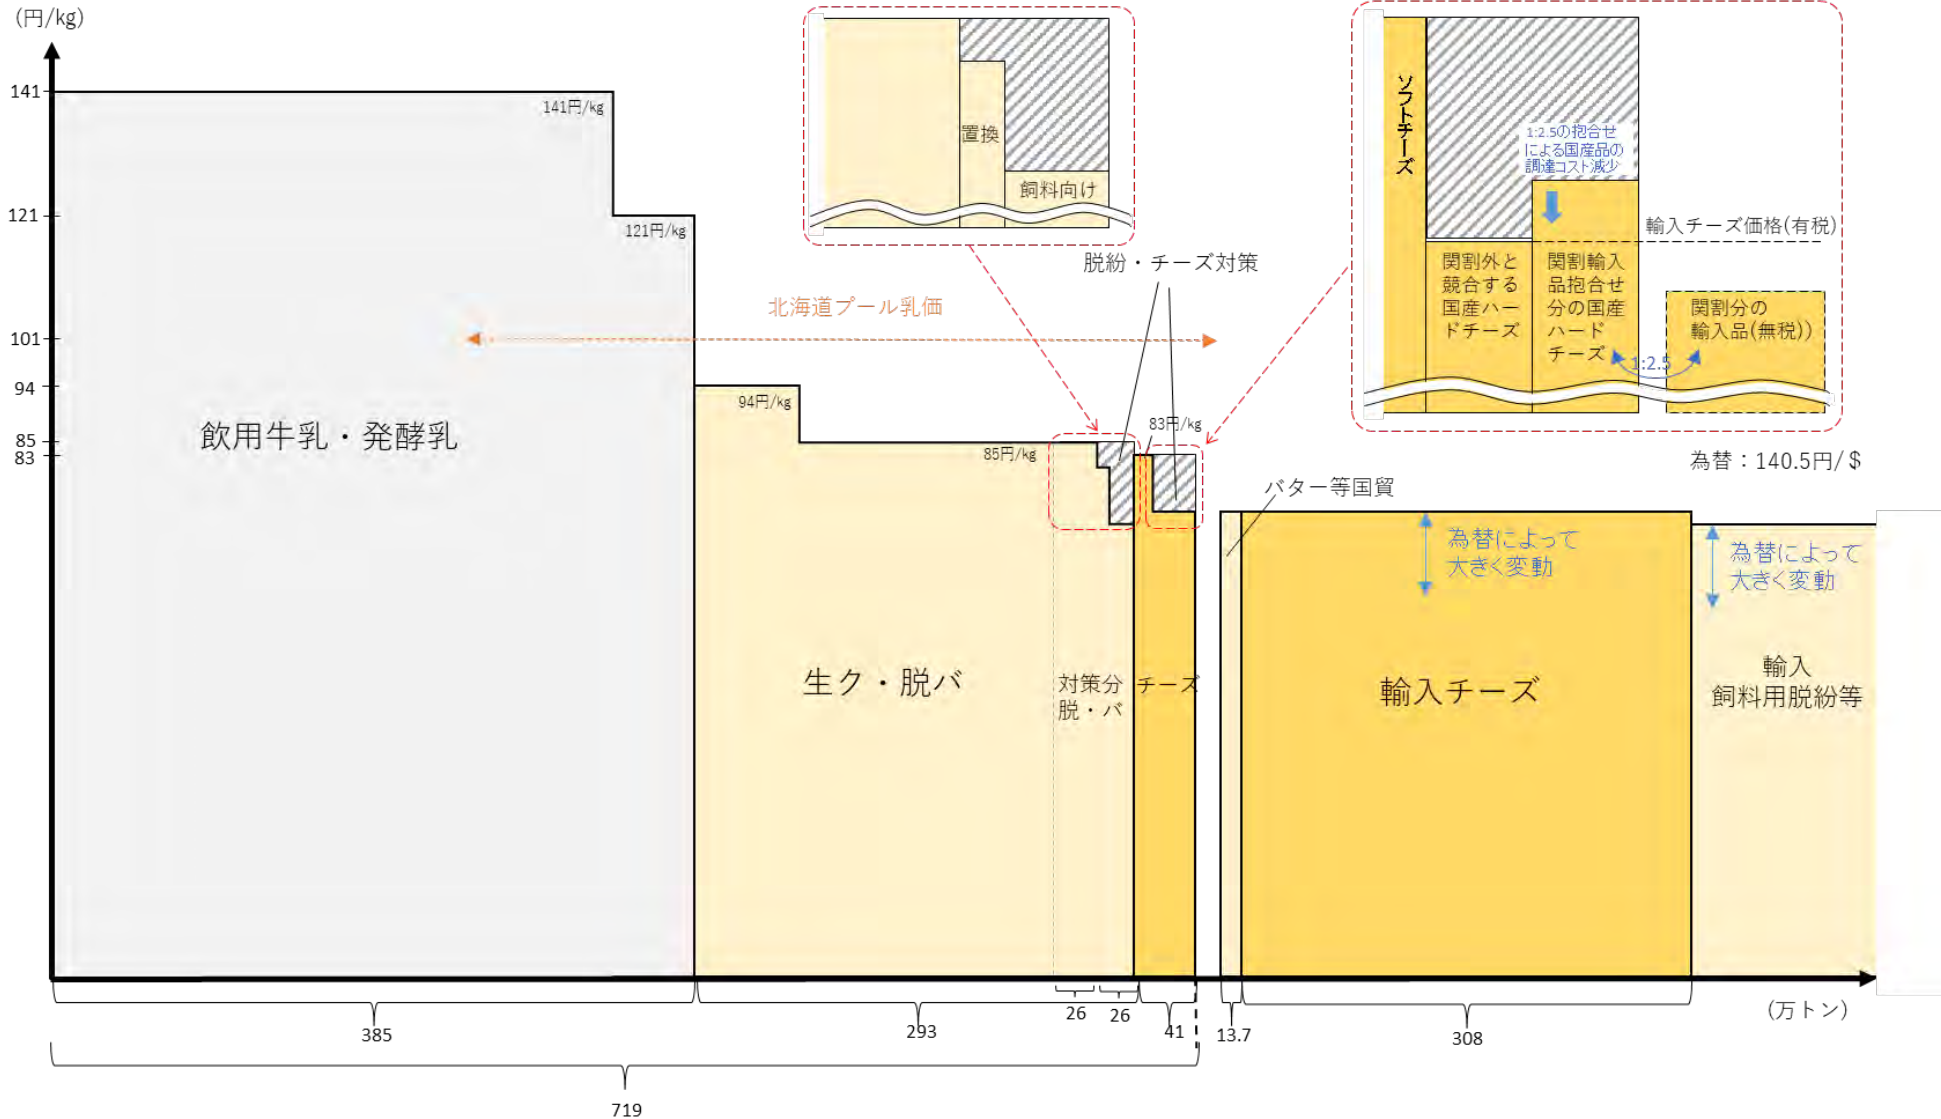 (円/kg)
141
121
101
94
85
83
141円/kg
121円/kg
94円/kg
85円/kg
83円/kg
飲用牛乳・発酵乳
北海道プール乳価
生ク・脱バ
対策分
脱・バ
チーズ
置換
飼料向け
脱紛・チーズ対策
ソフトチーズ
1:2.5の抱合せ
による国産品の
調達コスト減少
輸入チーズ価格(有税)
関割外と
競合する
国産ハー
ドチーズ
関割輸入
品抱合せ
分の国産
ハード
チーズ
関割分の
輸入品(無税))
1:2.5
為替：140.5円/＄
バター等国貿
為替によって
大きく変動
為替によって
大きく変動
輸入チーズ
輸入
飼料用脱紛等
385
293
26
26
41
13.7
308
(万トン)
719